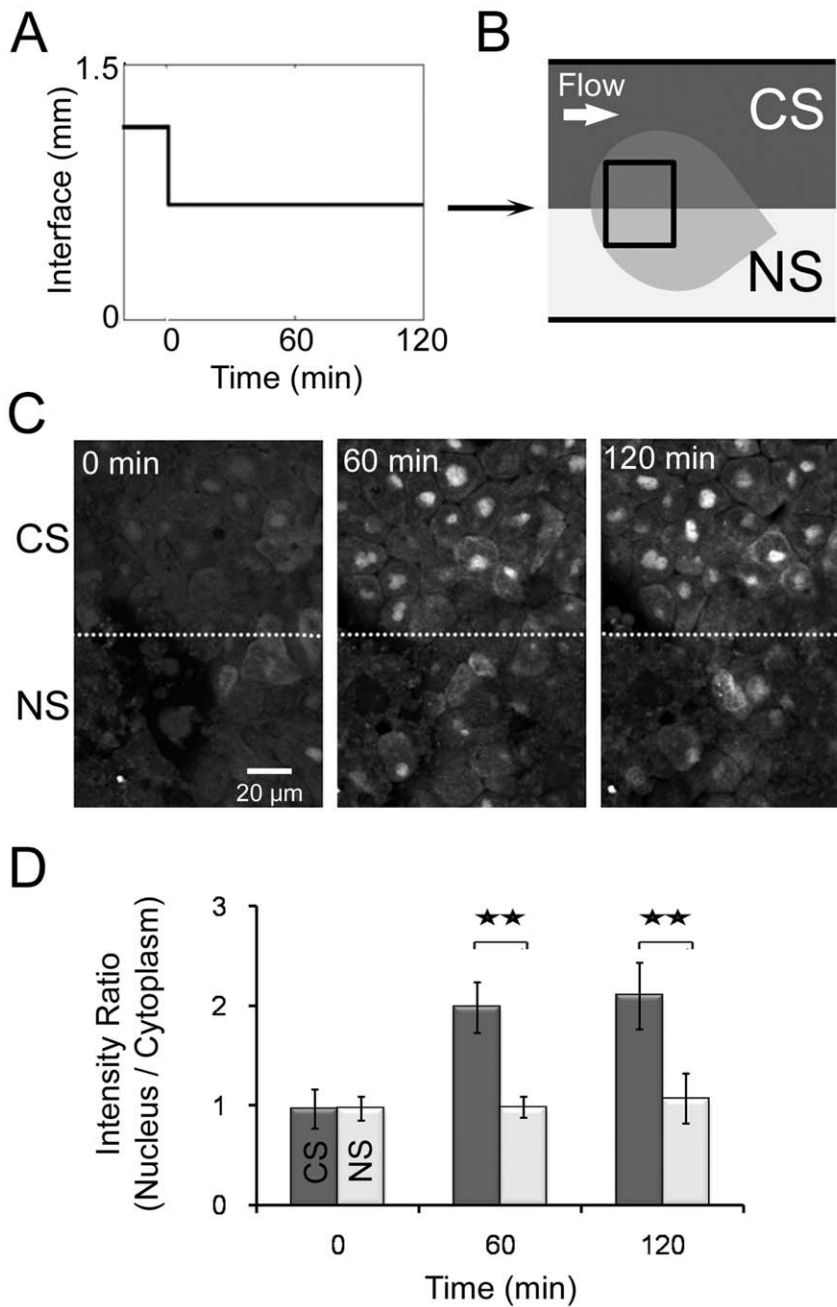 A
1.5
Interface (mm)
0
0
60
120
Time (min)
B
Flow
CS
NS
C
0 min
60 min
120 min
CS
NS
20 µm
D
3
2
1
0
Intensity Ratio
(Nucleus / Cytoplasm)
★★
★★
CS
NS
0
60
120
Time (min)